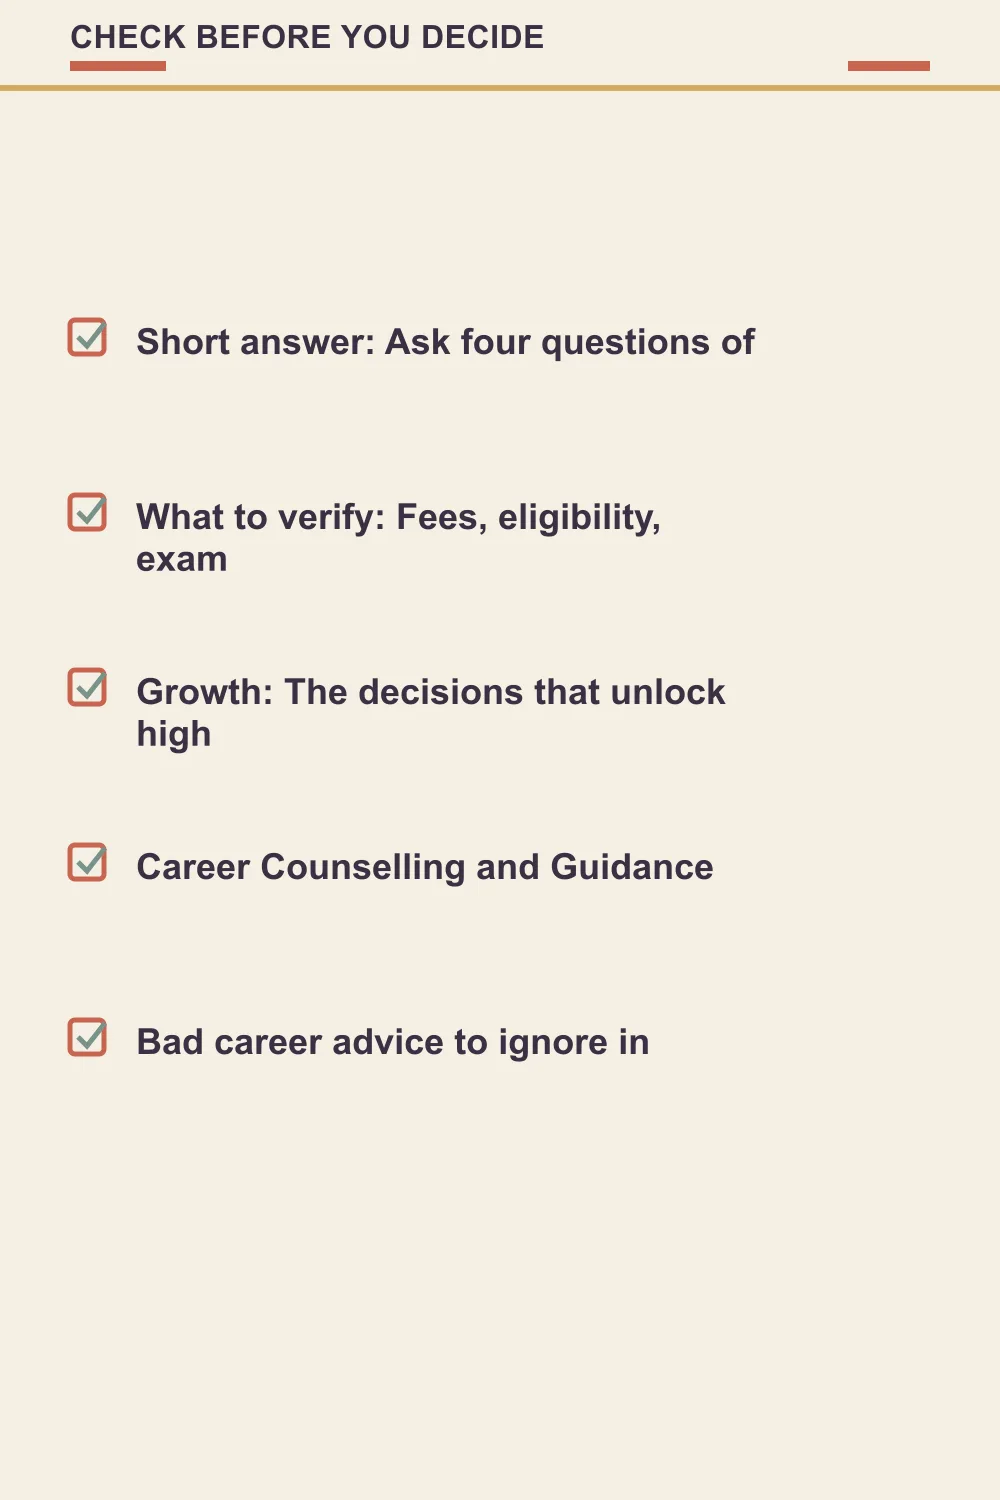 CHECK BEFORE YOU DECIDE
Short answer: Ask four questions of
What to verify: Fees, eligibility,
exam
Growth: The decisions that unlock
high
Career Counselling and Guidance
Bad career advice to ignore in